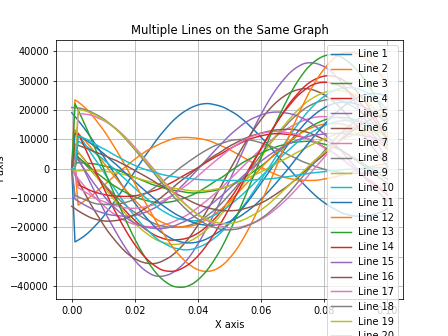 Multiple Lines on the Same Graph
40000
30000
20000
10000
0
−10000
−20000
−30000
−40000
0.00
0.02
0.04
0.06
X axis
Line 1
Line 2
Line 3
Line 4
Line 5
Line 6
Line 7
Line 8
Line 9
Line 10
Line 11
Line 12
Line 13
Line 14
Line 15
Line 16
Line 17
Line 18
Line 19
Line 20